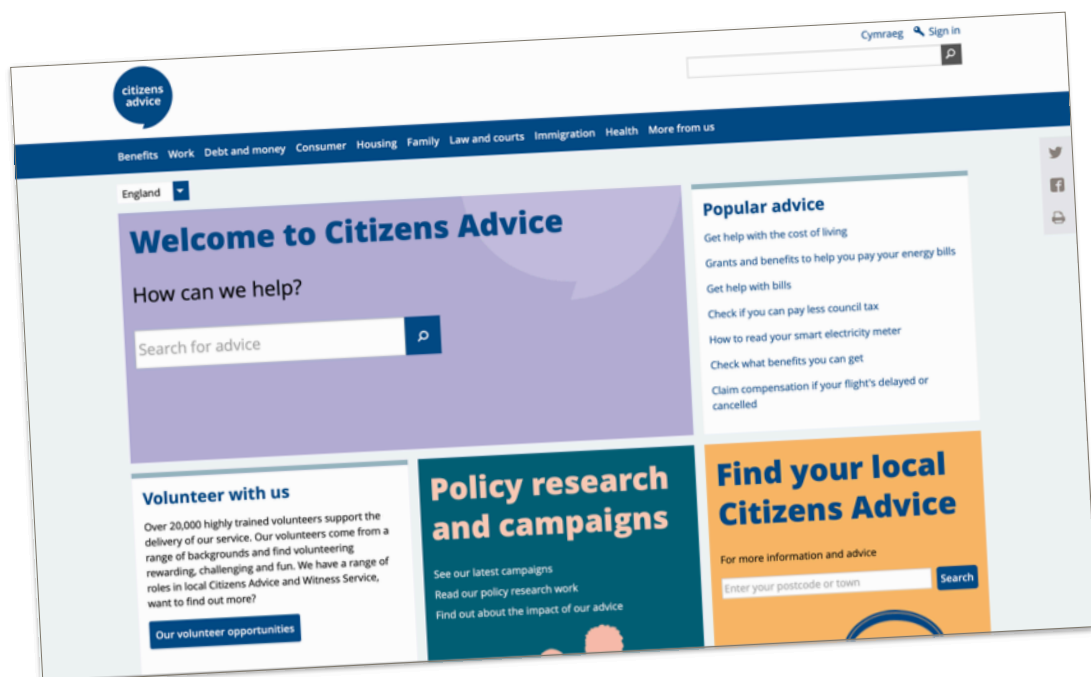 Cymraeg Sign in
citizens
advice
Benefits Work Debt and money Consumer Housing Family Law and courts Immigration Health More from us
England
Welcome to Citizens Advice
How can we help?
Search for advice
Popular advice
Get help with the cost of living
Grants and benefits to help you pay your energy bills
Get help with bills
Check if you can pay less council tax
How to read your smart electricity meter
Check what benefits you can get
Claim compensation if your flight's delayed or
cancelled
Volunteer with us
Over 20,000 highly trained volunteers support the
delivery of our service. Our volunteers come from a
range of backgrounds and find volunteering
rewarding, challenging and fun. We have a range of
roles in local Citizens Advice and Witness Service,
want to find out more?
Our volunteer opportunities
Policy research
and campaigns
See our latest campaigns
Read our policy research work
Find out about the impact of our advice
Find your local
Citizens Advice
For more information and advice
Enter your postcode or town
Search